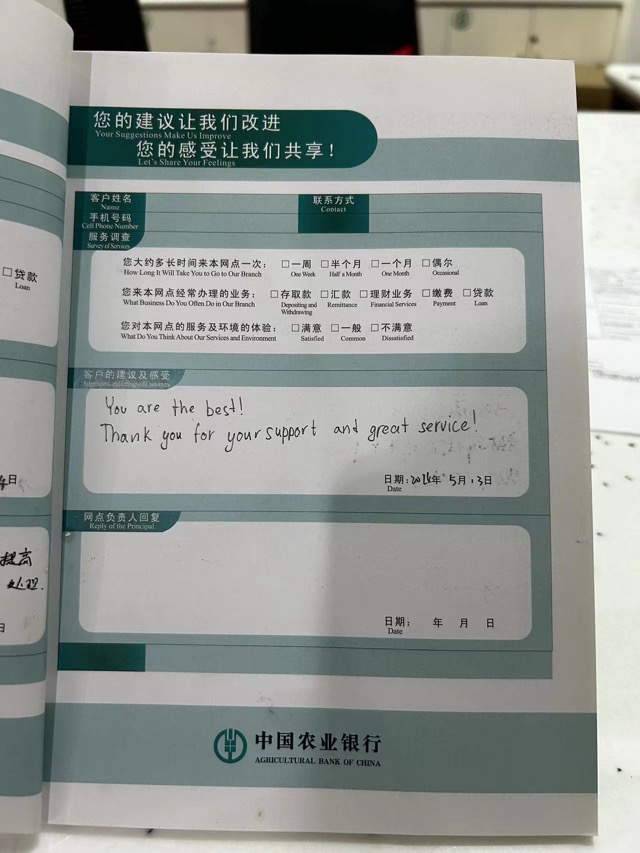 您的建议让我们改进
Your Suggestions Make Us Improve
您的感受让我们共享！
Let's Share Your Feelings
客户姓名
Name
联系方式
Contact
手机号码
Cell Phone Number
服务调查
Survey of Services
您大约多长时间来本网点一次： □一周 □半个月 □一个月 □偶尔
How Long It Will Take You to Go to Our Branch One Week Half a Month One Month Occasional
您来本网点经常办理的业务： □存取款 □汇款 □理财业务 □缴费 □贷款
What Business Do You Often Do in Our Branch Depositing and Withdrawing Remittance Financial Services Payment Loan
您对本网点的服务及环境的体验： □满意 □一般 □不满意
What Do You Think About Our Services and Environment Satisfied Common Dissatisfied
客户的建议及感受
You are the best!
Thank you for your support and great service!
日期：2024年 5月13日
Date
网点负责人回复
Reply of the Principal
日期： 年 月 日
Date
中国农业银行
AGRICULTURAL BANK OF CHINA
□贷款
Loan
日
提高
处理.
日